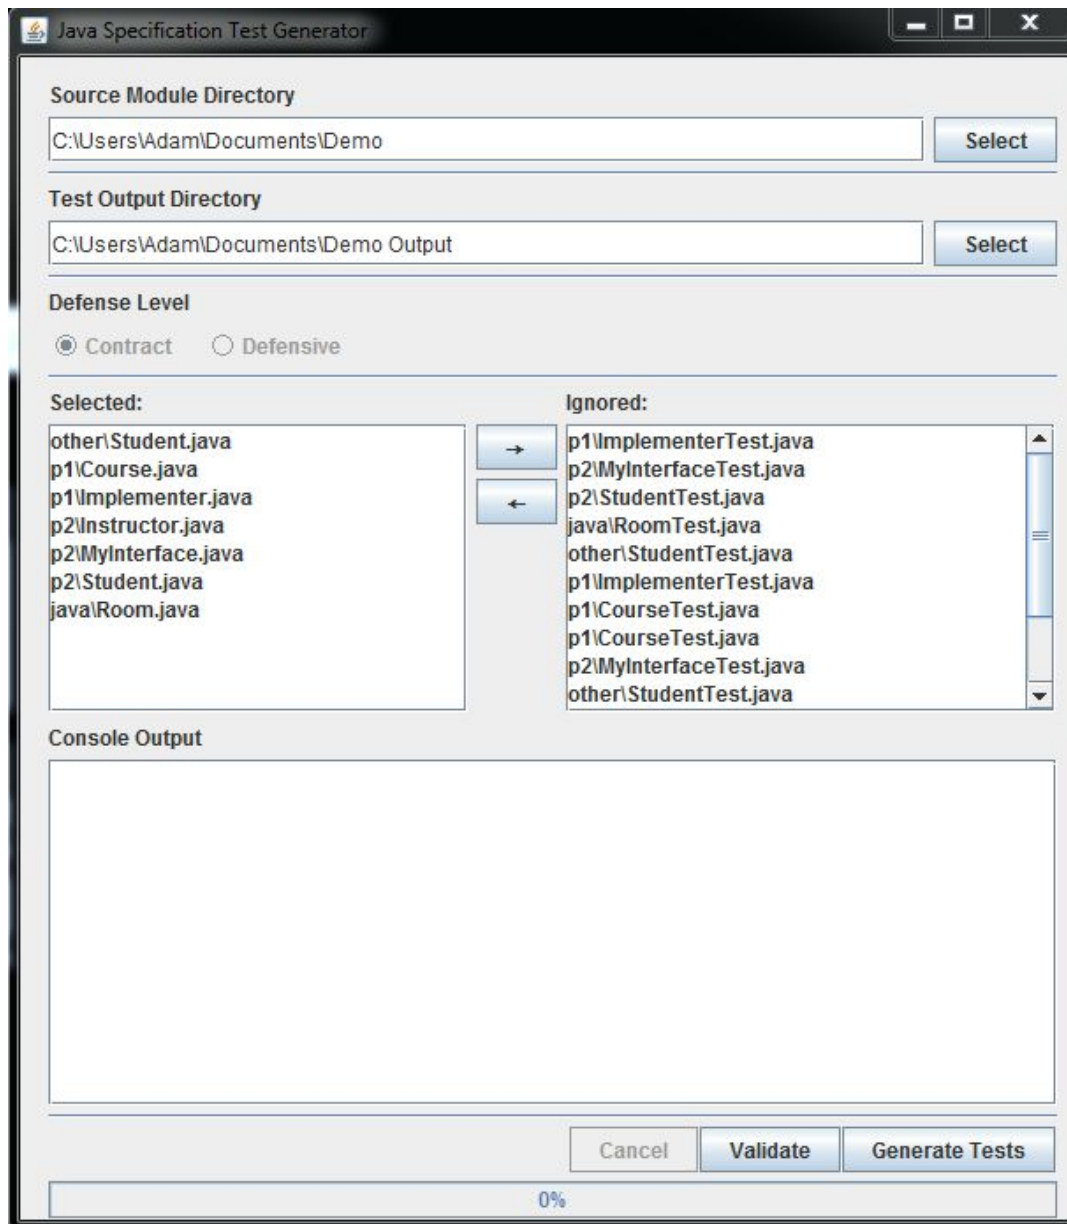 Java Specification Test Generator
Source Module Directory
C:\Users\Adam\Documents\Demo
Select
Test Output Directory
C:\Users\Adam\Documents\Demo Output
Select
Defense Level
Contract
Defensive
Selected:
other\Student.java
p1\Course.java
p1\Implementer.java
p2\Instructor.java
p2\MyInterface.java
p2\Student.java
java\Room.java
→
←
Ignored:
p1\ImplementerTest.java
p2\MyInterfaceTest.java
p2\StudentTest.java
java\RoomTest.java
other\StudentTest.java
p1\ImplementerTest.java
p1\CourseTest.java
p1\CourseTest.java
p2\MyInterfaceTest.java
other\StudentTest.java
Console Output
Cancel
Validate
Generate Tests
0%